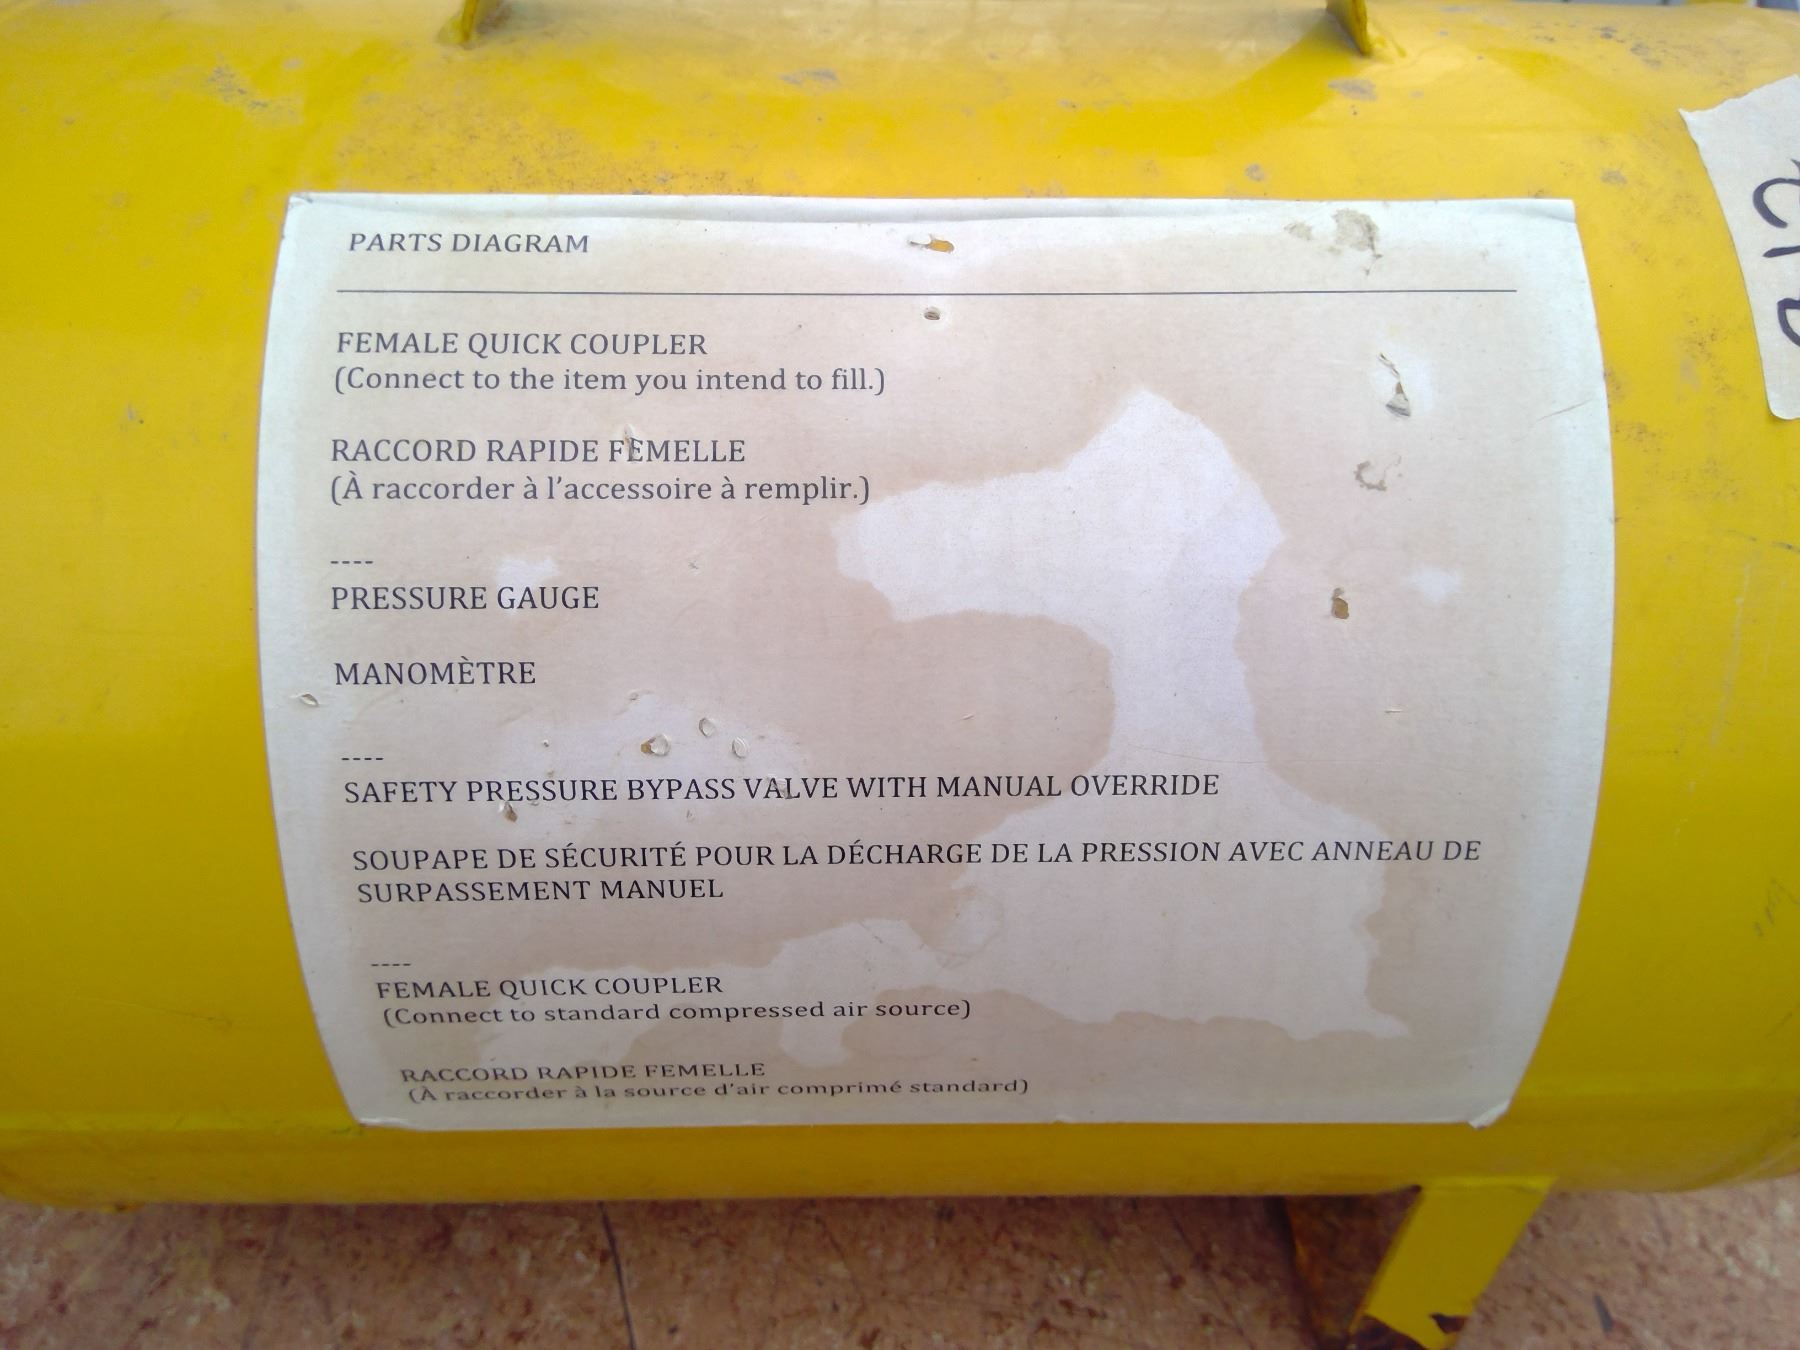 PARTS DIAGRAM
FEMALE QUICK COUPLER
(Connect to the item you intend to fill.)
RACCORD RAPIDE FEMELLE
(À raccorder à l'accessoire à remplir.)
----
PRESSURE GAUGE
MANOMÈTRE
----
SAFETY PRESSURE BYPASS VALVE WITH MANUAL OVERRIDE
SOUPAPE DE SÉCURITÉ POUR LA DÉCHARGE DE LA PRESSION AVEC ANNEAU DE
SURPASSEMENT MANUEL
----
FEMALE QUICK COUPLER
(Connect to standard compressed air source)
RACCORD RAPIDE FEMELLE
(À raccorder à la source d'air comprimé standard)